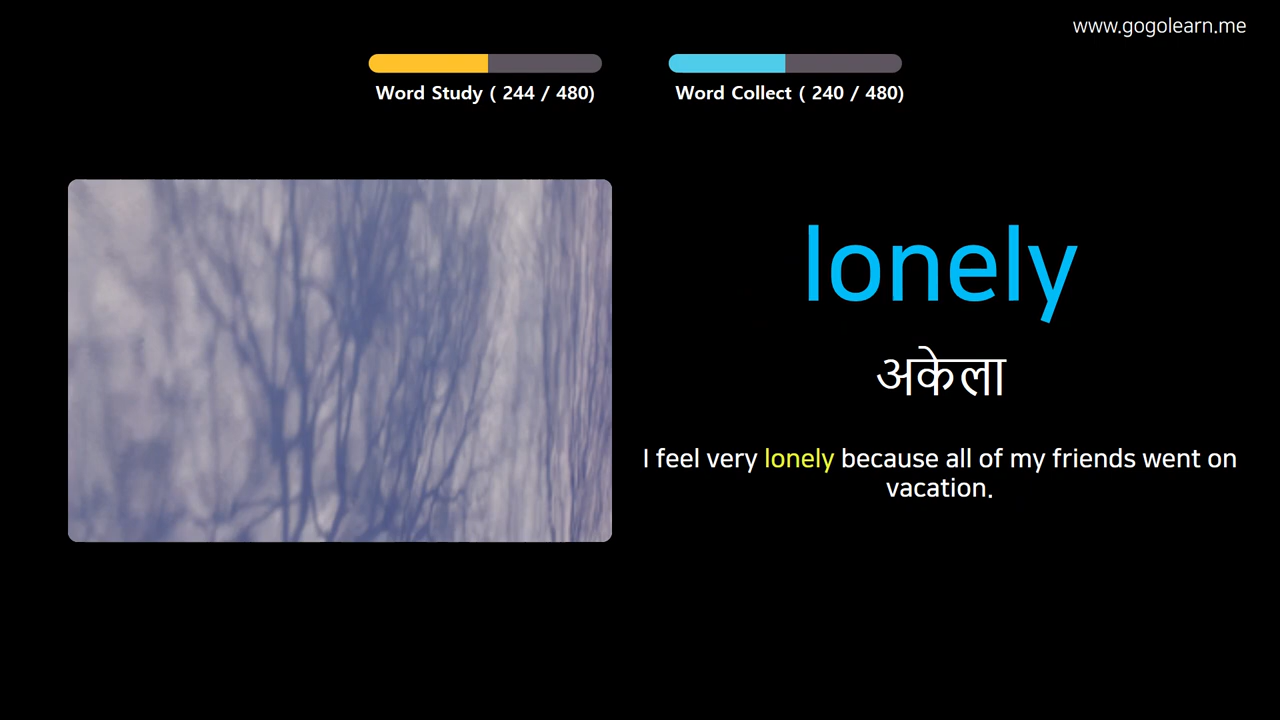 www.gogolearn.me
Word Study ( 244 / 480)
Word Collect ( 240 / 480)
lonely
अकेला
I feel very lonely because all of my friends went on
vacation.